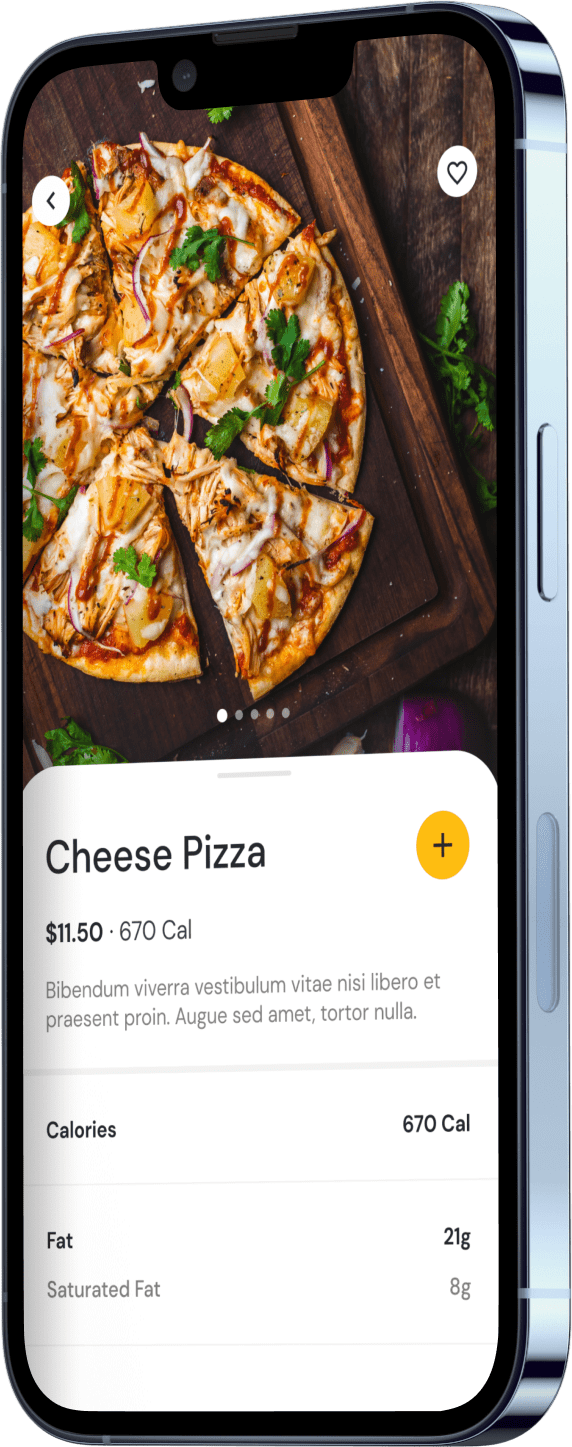 Cheese Pizza
$11.50 · 670 Cal
Bibendum viverra vestibulum vitae nisi libero et
praesent proin. Augue sed amet, tortor nulla.
Calories 670 Cal
Fat 21g
Saturated Fat 8g